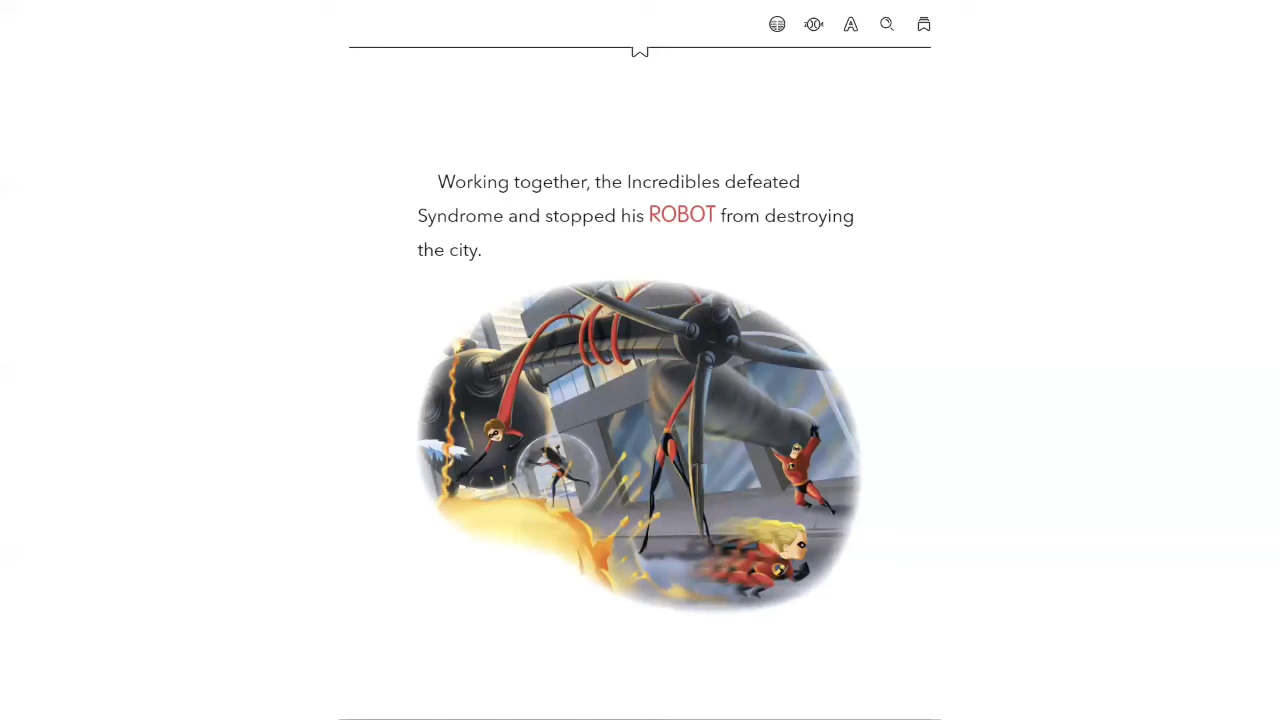 Working together, the Incredibles defeated
Syndrome and stopped his ROBOT from destroying
the city.